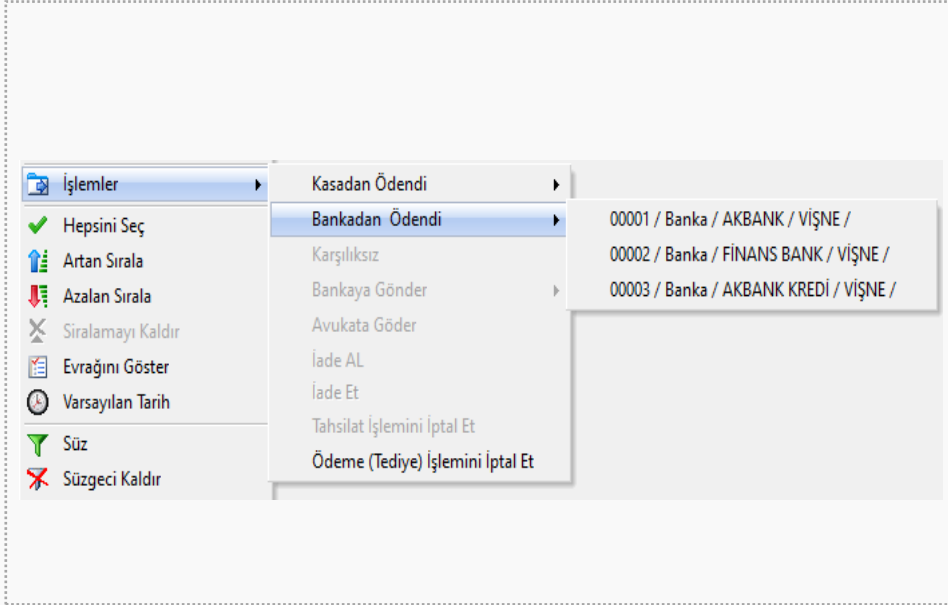 İşlemler
Hepsini Seç
Artan Sırala
Azalan Sırala
Siralamayı Kaldır
Evrağını Göster
Varsayılan Tarih
Süz
Süzgeci Kaldır
Kasadan Ödendi
Bankadan Ödendi
Karşılıksız
Bankaya Gönder
Avukata Göder
İade AL
İade Et
Tahsilat İşlemini İptal Et
Ödeme (Tediye) İşlemini İptal Et
00001 / Banka / AKBANK / VİŞNE /
00002 / Banka / FİNANS BANK / VİŞNE /
00003 / Banka / AKBANK KREDİ / VİŞNE /